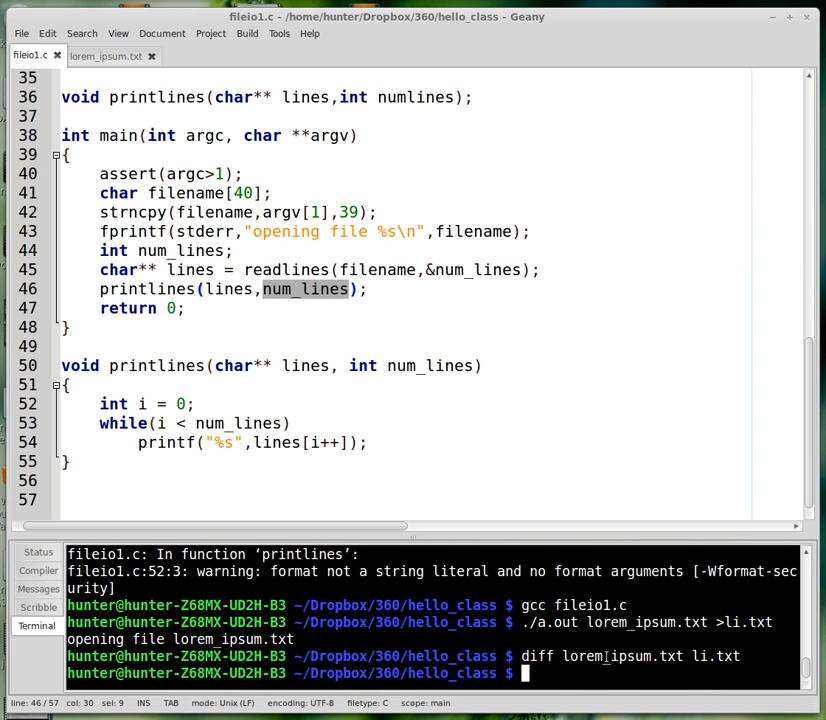 fileio1.c - /home/hunter/Dropbox/360/hello_class - Geany
File Edit Search View Document Project Build Tools Help
fileio1.c lorem_ipsum.txt
35
36 void printlines(char** lines,int numlines);
37
38 int main(int argc, char **argv)
39 {
40 assert(argc>1);
41 char filename[40];
42 strncpy(filename,argv[1],39);
43 fprintf(stderr,"opening file %s\n",filename);
44 int num_lines;
45 char** lines = readlines(filename,&num_lines);
46 printlines(lines,num_lines);
47 return 0;
48 }
49
50 void printlines(char** lines, int num_lines)
51 {
52 int i = 0;
53 while(i < num_lines)
54 printf("%s",lines[i++]);
55 }
56
57
Status
Compiler
Messages
Scribble
Terminal
fileio1.c: In function ‘printlines’:
fileio1.c:52:3: warning: format not a string literal and no format arguments [-Wformat-sec
urity]
hunter@hunter-Z68MX-UD2H-B3 ~/Dropbox/360/hello_class $ gcc fileio1.c
hunter@hunter-Z68MX-UD2H-B3 ~/Dropbox/360/hello_class $ ./a.out lorem_ipsum.txt >li.txt
opening file lorem_ipsum.txt
hunter@hunter-Z68MX-UD2H-B3 ~/Dropbox/360/hello_class $ diff lorem_ipsum.txt li.txt
hunter@hunter-Z68MX-UD2H-B3 ~/Dropbox/360/hello_class $
line: 46 / 57 col: 30 sel: 9 INS TAB mode: Unix (LF) encoding: UTF-8 filetype: C scope: main